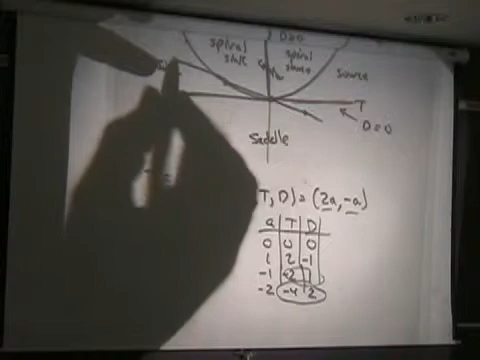 D>0
spiral
sink
spiral
source
source
T
D=0
saddle
(T, D) = (2a, -a)
a T D
0 0 0
1 2 -1
-1 -2 1
-2 -4 2